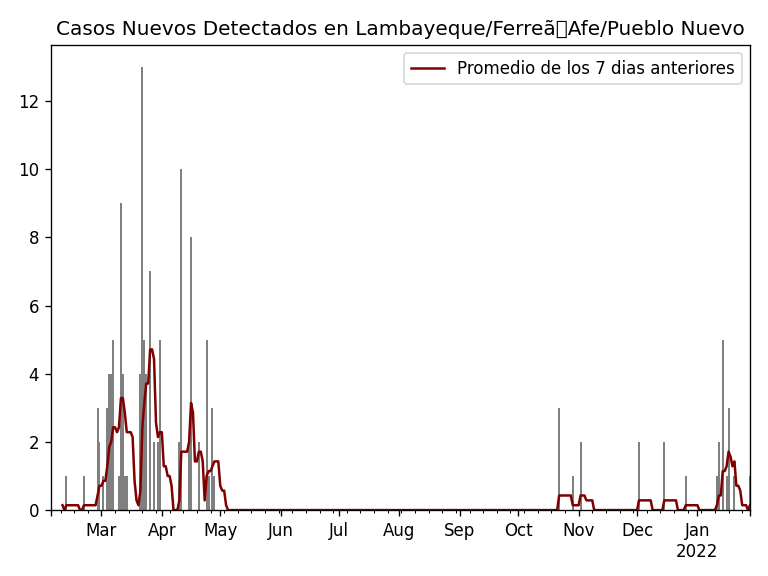 Casos Nuevos Detectados en Lambayeque/Ferreã▯Afe/Pueblo Nuevo
Promedio de los 7 dias anteriores
12
10
8
6
4
2
0
Mar Apr May Jun Jul Aug Sep Oct Nov Dec Jan
2022